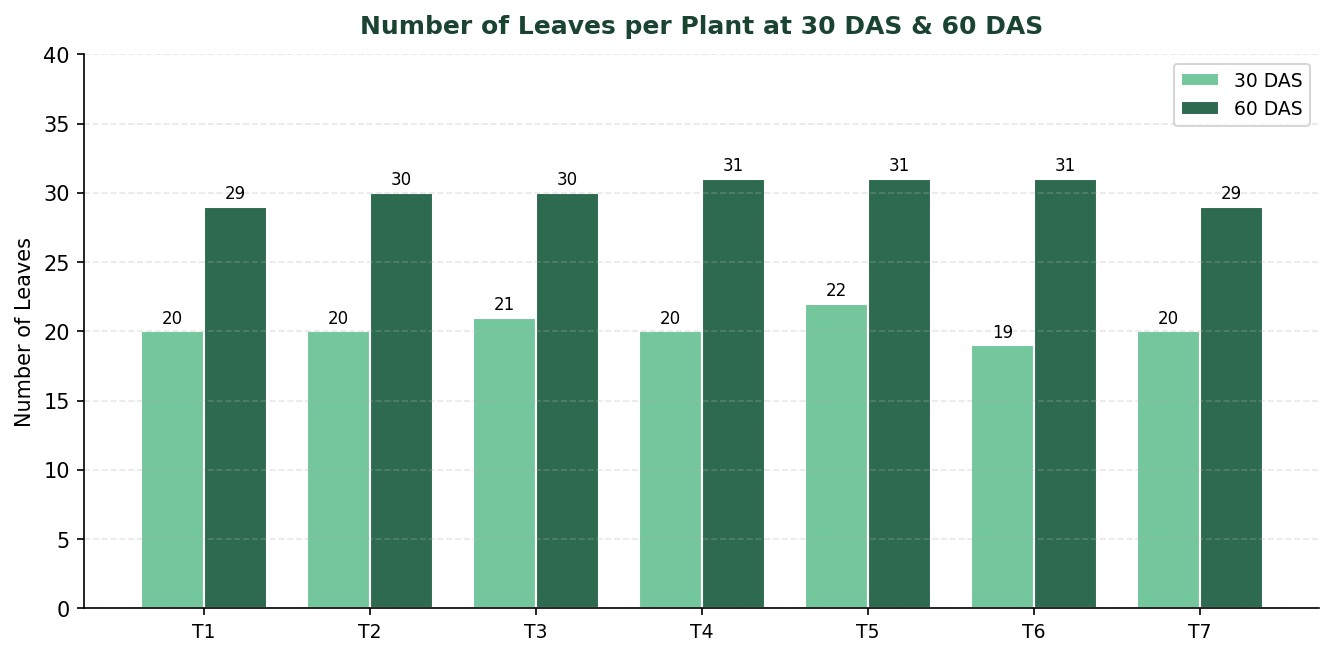 Number of Leaves per Plant at 30 DAS & 60 DAS
30 DAS
60 DAS
Number of Leaves
40
35
30
25
20
15
10
5
0
20
29
20
30
21
30
20
31
22
31
19
31
20
29
T1
T2
T3
T4
T5
T6
T7